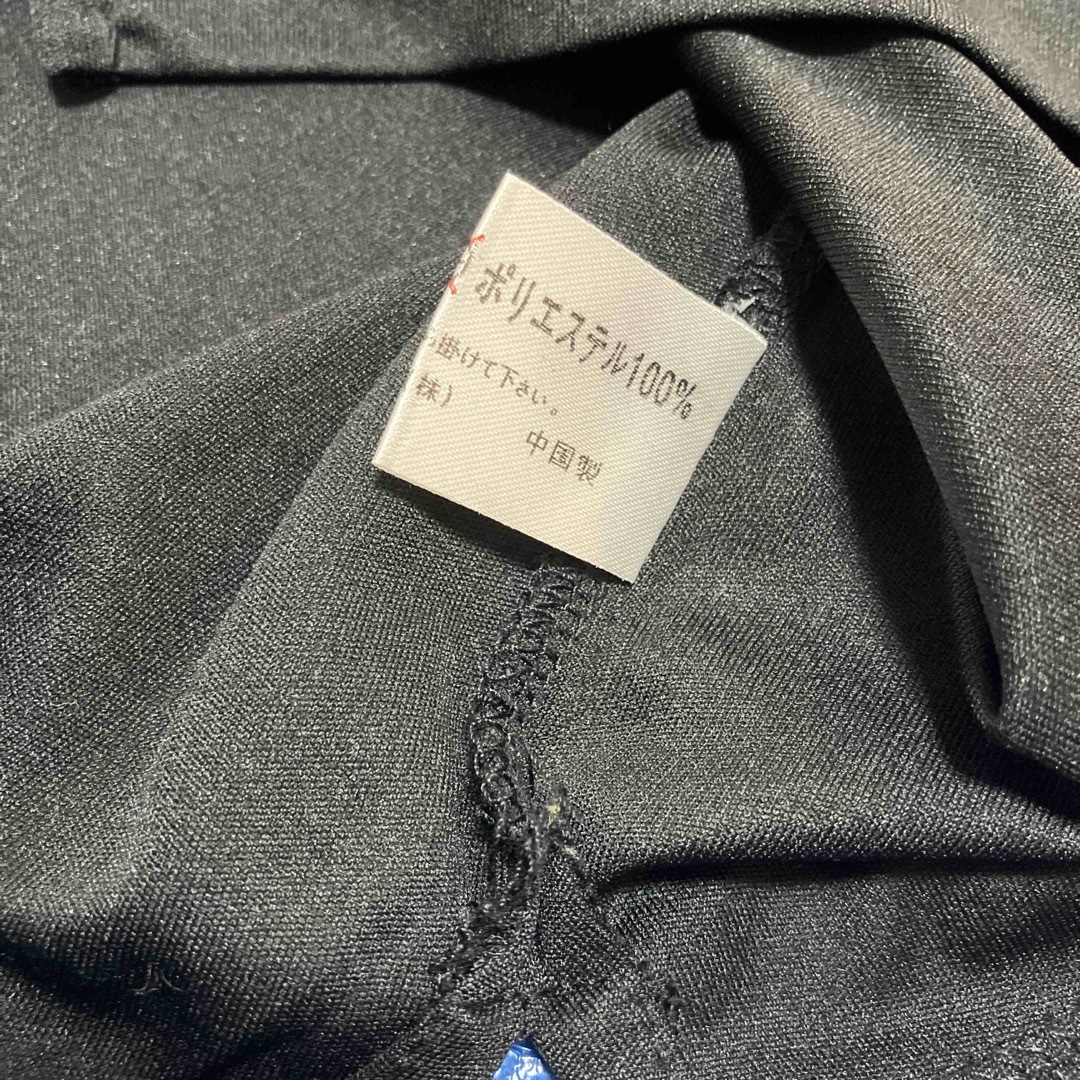 ポリエステル100%
掛けて下さい。
株)
中国製